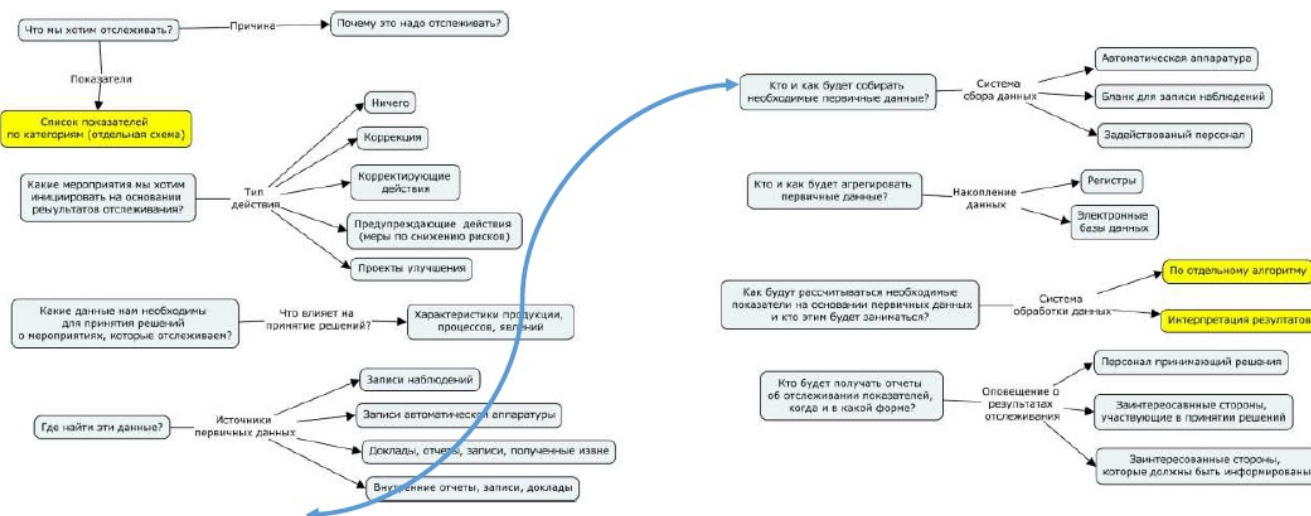 Что мы хотим отслеживать?
Причина
Почему это надо отслеживать?
Показатели
Список показателей
по категориям (отдельная схема)
Какие мероприятия мы хотим
инициировать на основании
результатов отслеживания?
Тип
действия
Ничего
Коррекция
Корректирующие
действия
Предупреждающие действия
(меры по снижению рисков)
Проекты улучшения
Какие данные нам необходимы
для принятия решений
о мероприятиях, которые отслеживаем?
Что влияет на
принятие решений?
Характеристики продукции,
процессов, явлений
Где найти эти данные?
Источники
первичных данных
Записи наблюдений
Записи автоматической аппаратуры
Доклады, отчеты, записи, полученные извне
Внутренние отчеты, записи, доклады
Кто и как будет собирать
необходимые первичные данные?
Система
сбора данных
Автоматическая аппаратура
Бланк для записи наблюдений
Задействованый персонал
Кто и как будет агрегировать
первичные данные?
Накопление
данных
Регистры
Электронные
базы данных
Как будут рассчитываться необходимые
показатели на основании первичных данных
и кто этим будет заниматься?
Система
обработки данных
По отдельному алгоритму
Интерпретация резултатов
Кто будет получать отчеты
об отслеживании показателей,
когда и в какой форме?
Оповещение о
результатах
отслеживания
Персонал принимающий решения
Заинтереосавнные стороны,
участвующие в принятии решений
Заинтересованные стороны,
которые должны быть информированы